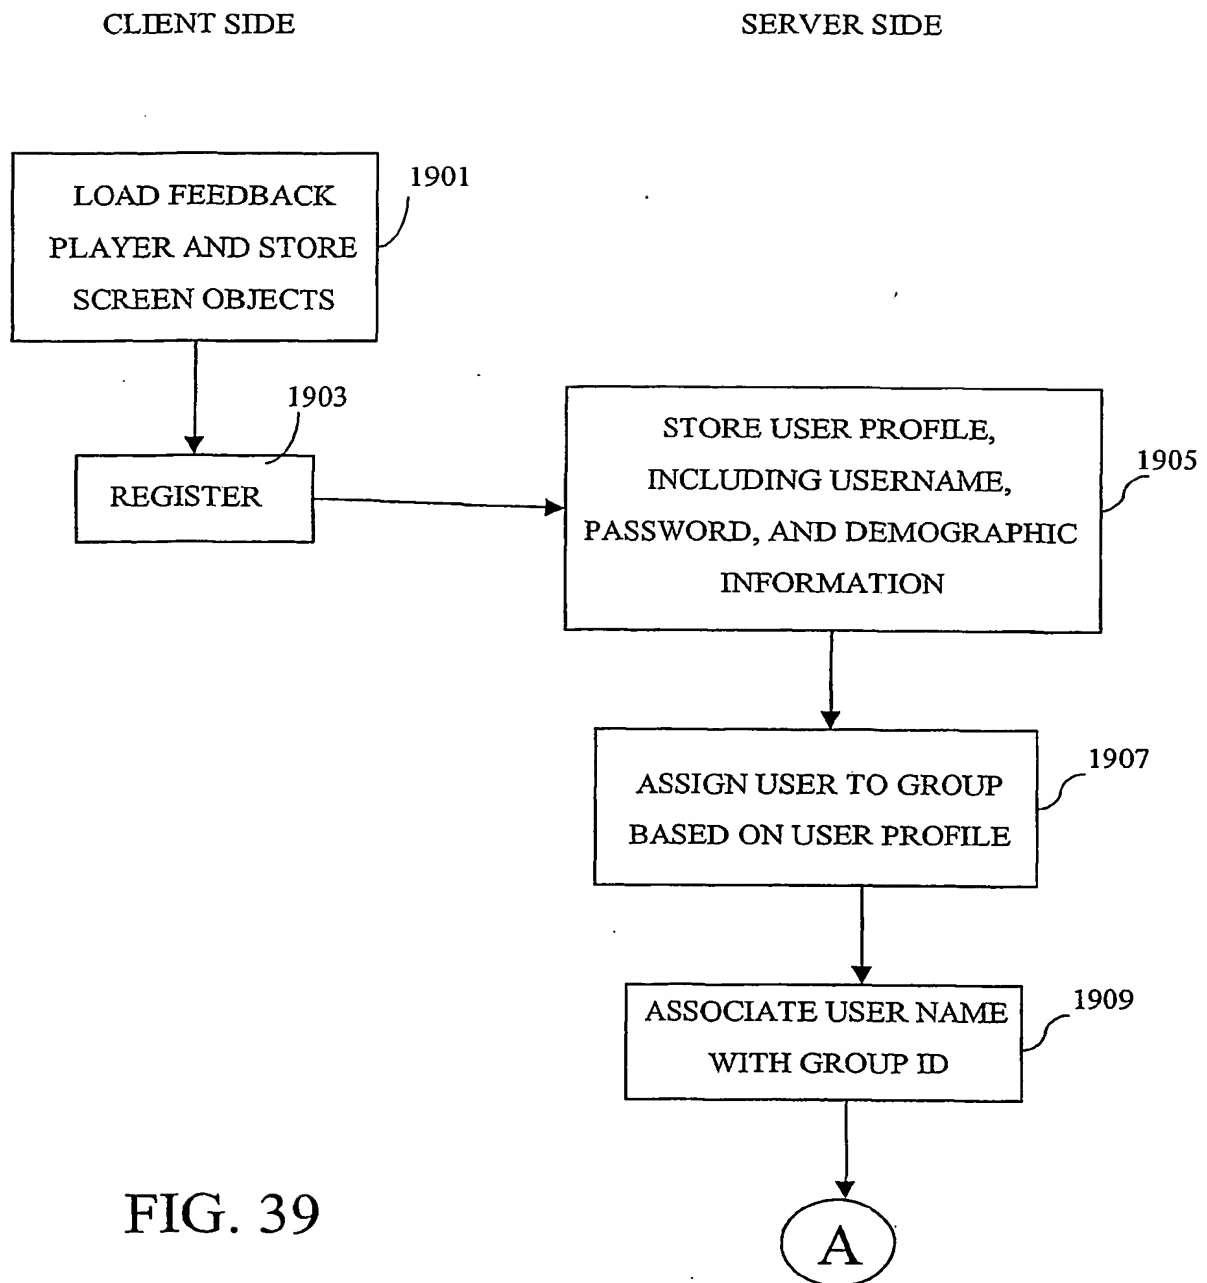 CLIENT SIDE
SERVER SIDE
LOAD FEEDBACK
PLAYER AND STORE
SCREEN OBJECTS
1901
1903
REGISTER
STORE USER PROFILE,
INCLUDING USERNAME,
PASSWORD, AND DEMOGRAPHIC
INFORMATION
1905
ASSIGN USER TO GROUP
BASED ON USER PROFILE
1907
ASSOCIATE USER NAME
WITH GROUP ID
1909
A
FIG. 39